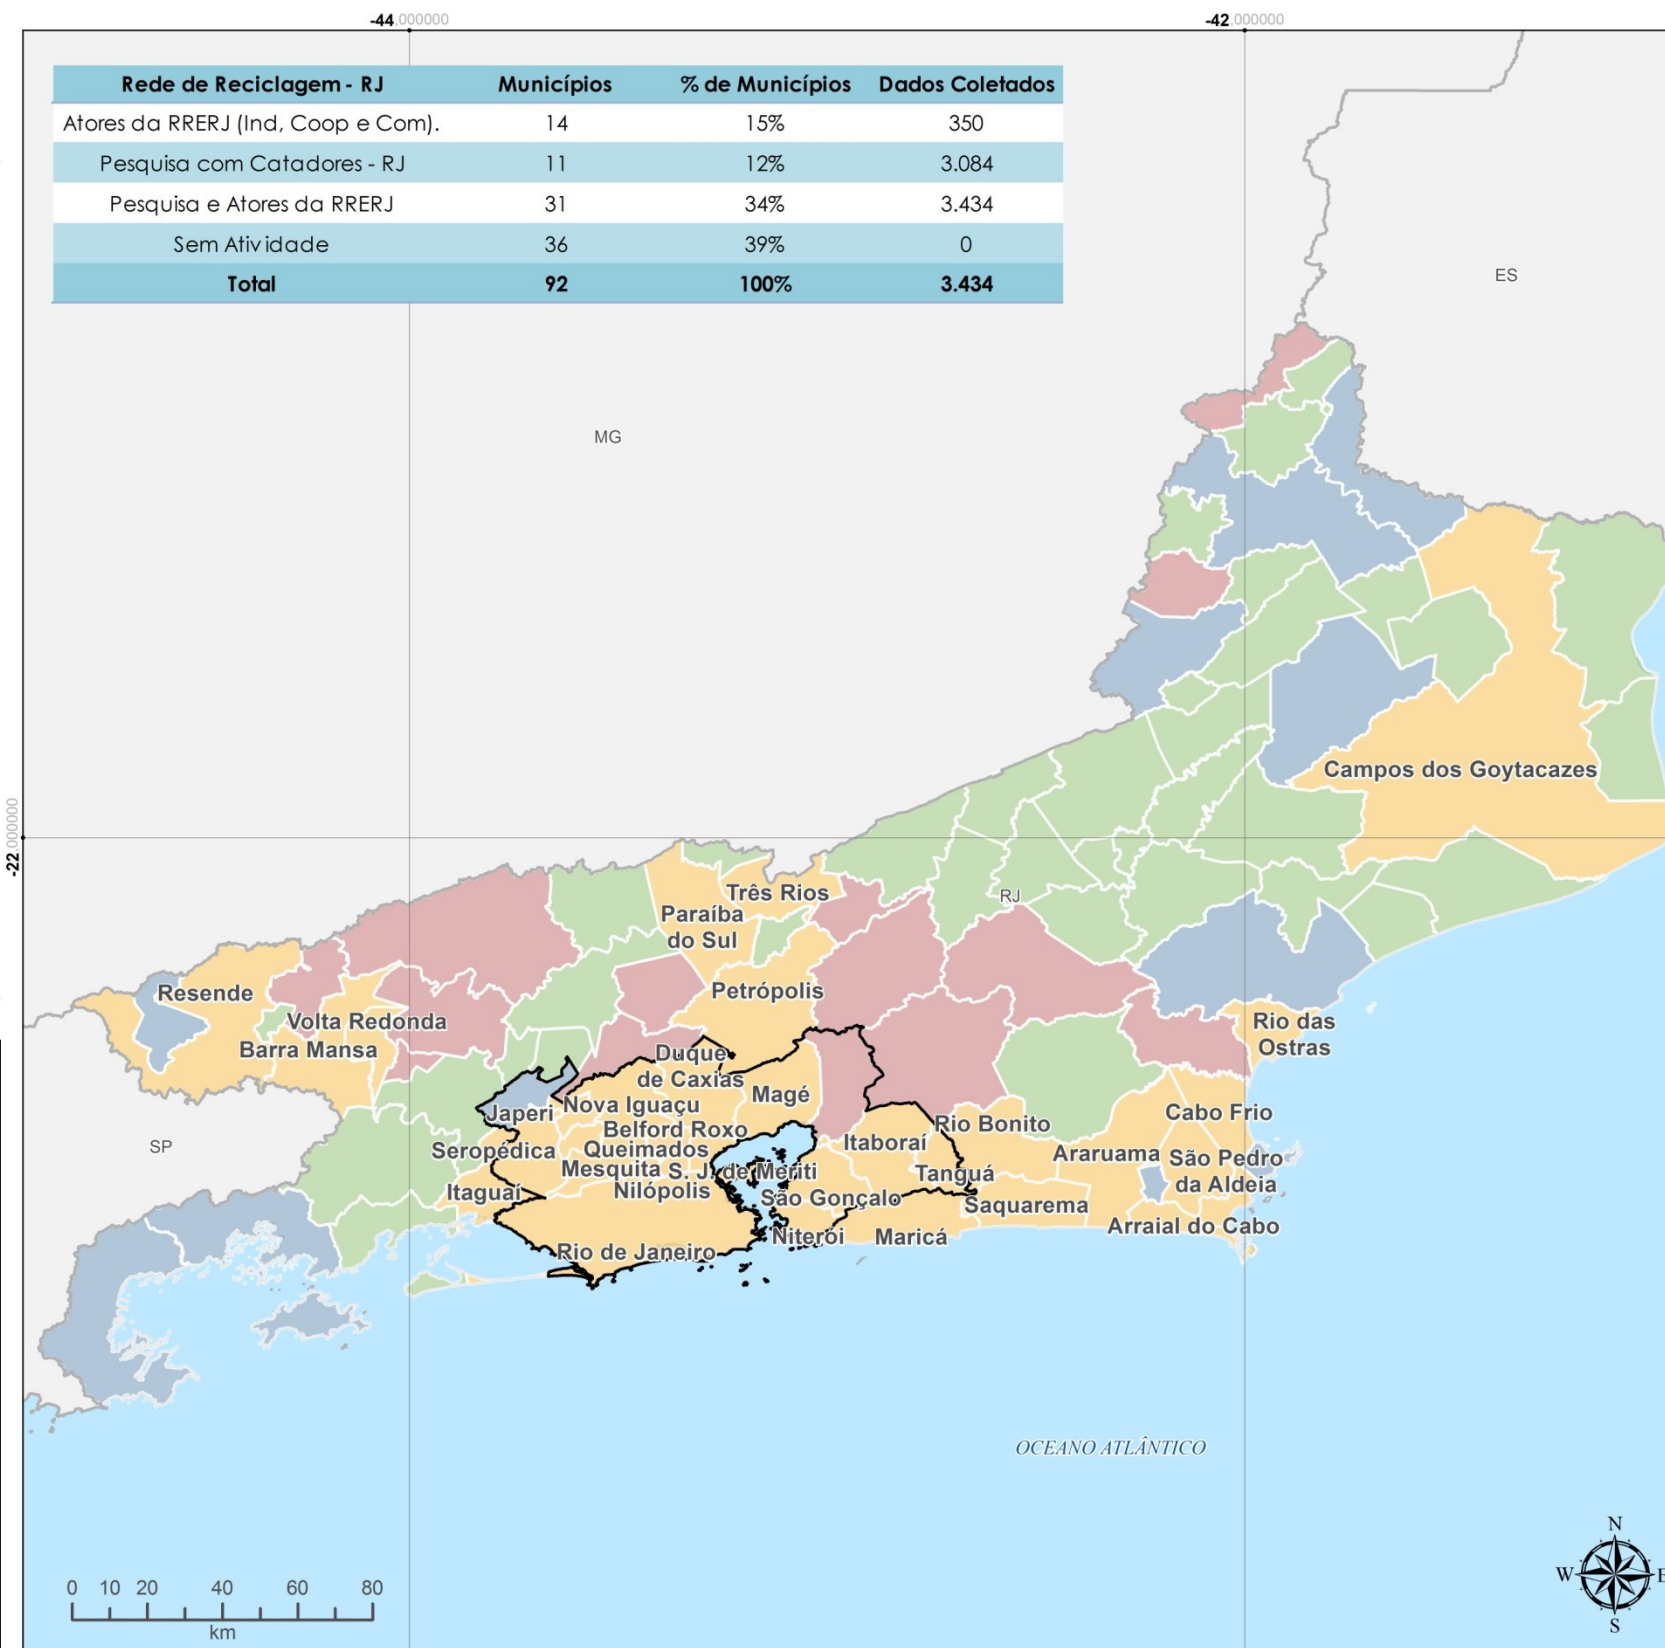 -44,000000
-42,000000
Rede de Reciclagem - RJ Municípios % de Municípios Dados Coletados
Atores da RRERJ (Ind, Coop e Com). 14 15% 350
Pesquisa com Catadores - RJ 11 12% 3.084
Pesquisa e Atores da RRERJ 31 34% 3.434
Sem Atividade 36 39% 0
Total 92 100% 3.434
ES
MG
Campos dos Goytacazes
-22,000000
RJ
Três Rios
Paraíba
do Sul
Resende
Petrópolis
Volta Redonda
Barra Mansa
Rio das
Ostras
Duque
de Caxias
Magé
Japeri
Nova Iguaçu
Cabo Frio
Belford Roxo
Rio Bonito
SP
Seropédica
Queimados
Itaboraí
Araruama
São Pedro
da Aldeia
Mesquita
S. J. de Meriti
Tanguá
Itaguaí
Nilópolis
São Gonçalo
Saquarema
Arraial do Cabo
Rio de Janeiro
Niterói
Maricá
OCEANO ATLÂNTICO
N
W E
S
0 10 20 40 60 80
km